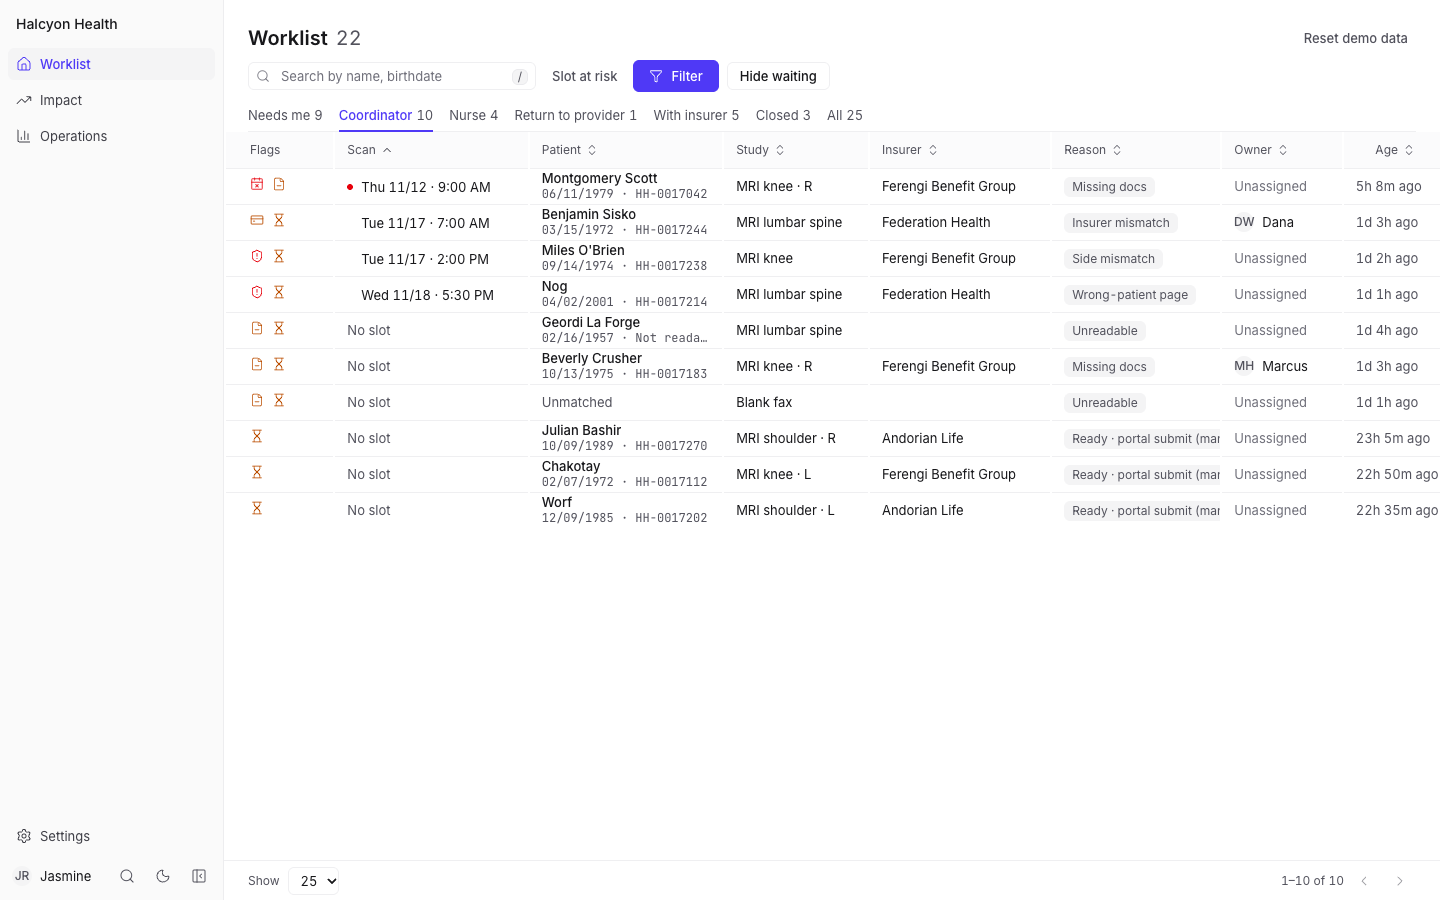 Halcyon Health
Worklist
Impact
Operations
Settings
JR Jasmine
Worklist 22
Reset demo data
Search by name, birthdate /
Slot at risk
Filter
Hide waiting
Needs me 9 Coordinator 10 Nurse 4 Return to provider 1 With insurer 5 Closed 3 All 25
Flags Scan Patient Study Insurer Reason Owner Age
Thu 11/12 · 9:00 AM Montgomery Scott MRI knee · R Ferengi Benefit Group Missing docs Unassigned 5h 8m ago
06/11/1979 · HH-0017042
Tue 11/17 · 7:00 AM Benjamin Sisko MRI lumbar spine Federation Health Insurer mismatch DW Dana 1d 3h ago
03/15/1972 · HH-0017244
Tue 11/17 · 2:00 PM Miles O'Brien MRI knee Ferengi Benefit Group Side mismatch Unassigned 1d 2h ago
09/14/1974 · HH-0017238
Wed 11/18 · 5:30 PM Nog MRI lumbar spine Federation Health Wrong-patient page Unassigned 1d 1h ago
04/02/2001 · HH-0017214
No slot Geordi La Forge MRI lumbar spine Unreadable Unassigned 1d 4h ago
02/16/1957 · Not reada…
No slot Beverly Crusher MRI knee · R Ferengi Benefit Group Missing docs MH Marcus 1d 3h ago
10/13/1975 · HH-0017183
No slot Unmatched Blank fax Unreadable Unassigned 1d 1h ago
No slot Julian Bashir MRI shoulder · R Andorian Life Ready · portal submit (mar Unassigned 23h 5m ago
10/09/1989 · HH-0017270
No slot Chakotay MRI knee · L Ferengi Benefit Group Ready · portal submit (mar Unassigned 22h 50m ago
02/07/1972 · HH-0017112
No slot Worf MRI shoulder · L Andorian Life Ready · portal submit (mar Unassigned 22h 35m ago
12/09/1985 · HH-0017202
Show 25
1–10 of 10